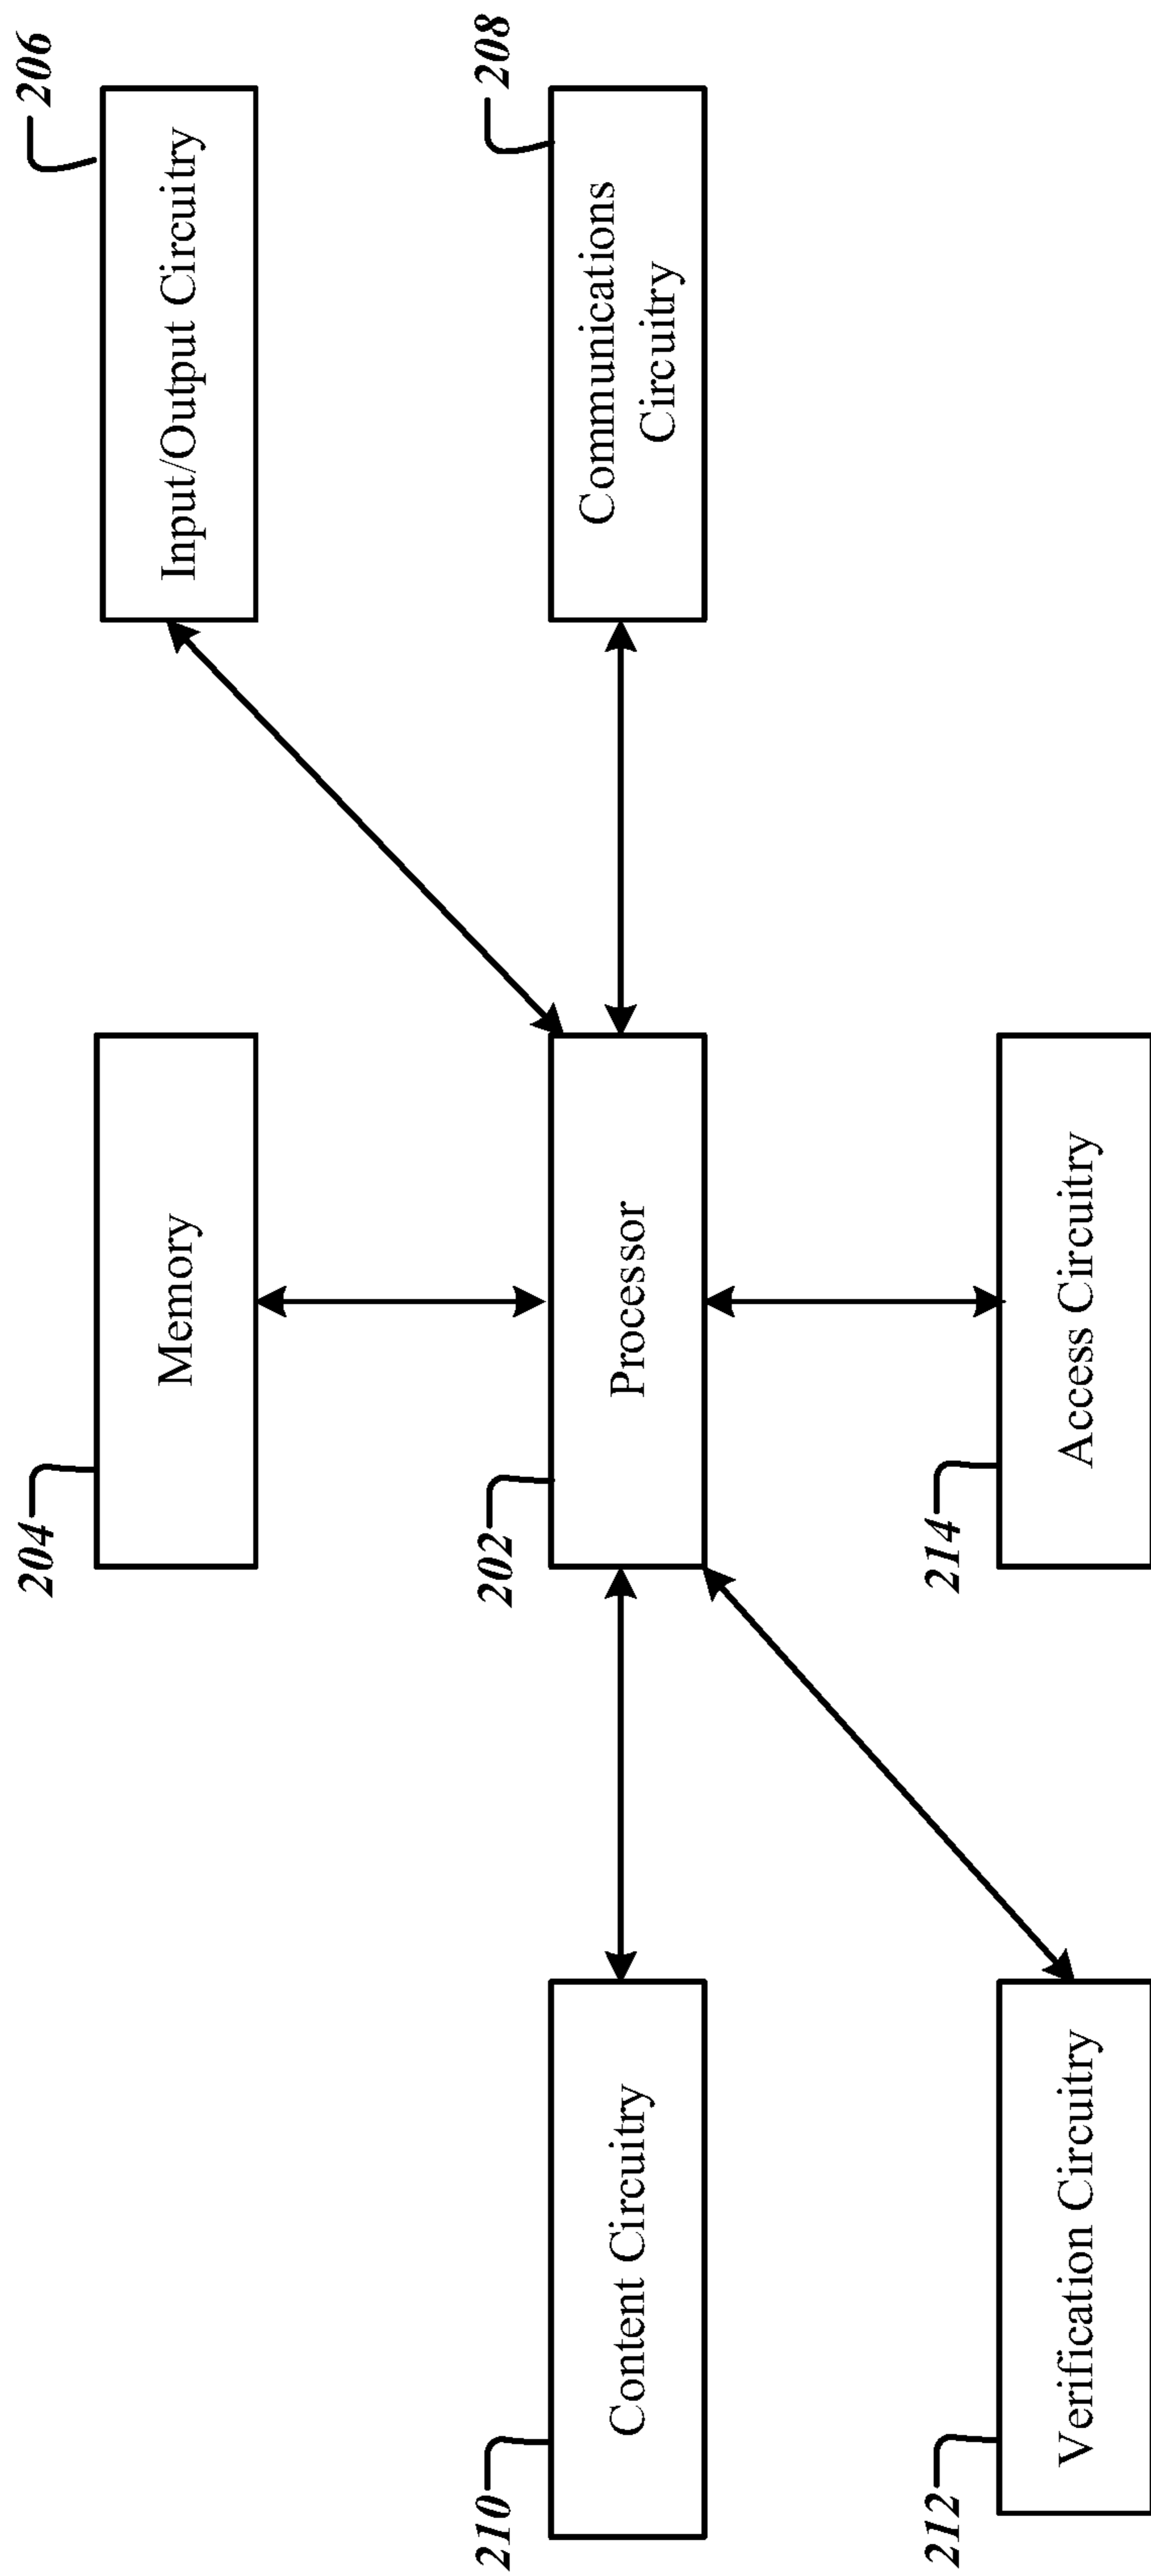 204
Memory
206
Input/Output Circuitry
210
Content Circuitry
202
Processor
208
Communications
Circuitry
212
Verification Circuitry
214
Access Circuitry